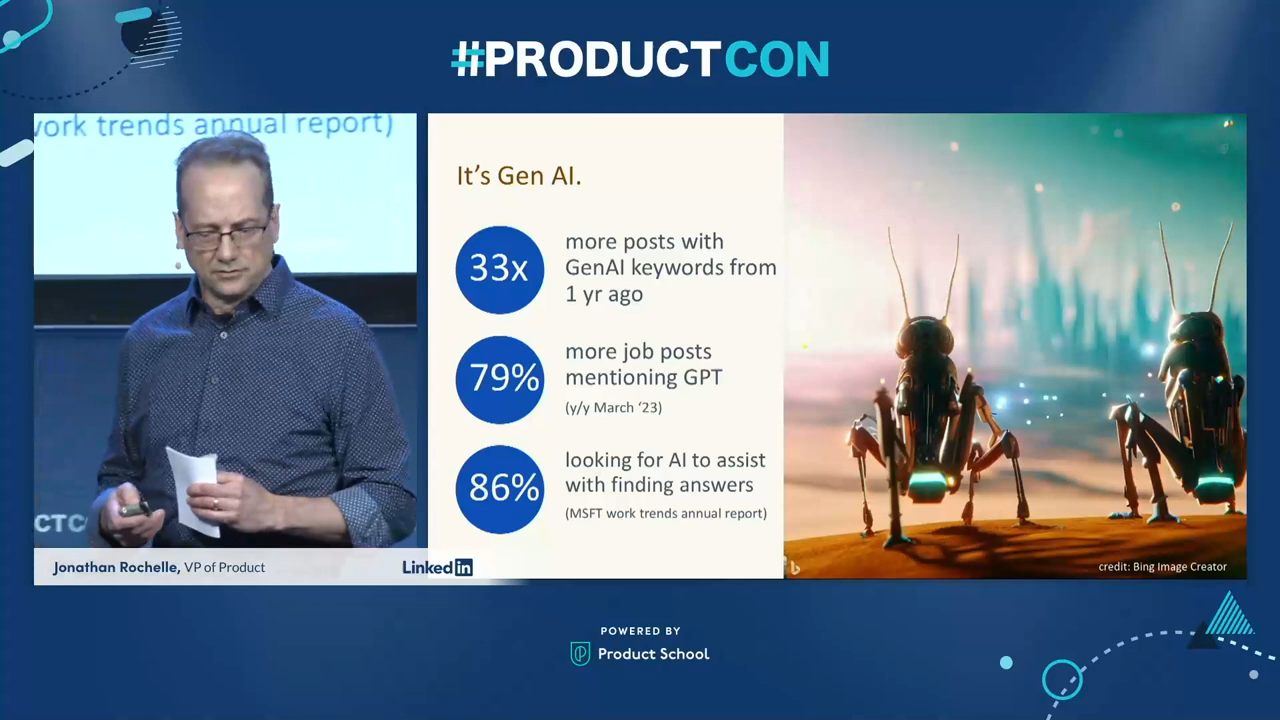 #PRODUCTCON
work trends annual report)
It's Gen AI.
33x
more posts with
GenAI keywords from
1 yr ago
79%
more job posts
mentioning GPT
(y/y March '23)
86%
looking for AI to assist
with finding answers
(MSFT work trends annual report)
CTC
b
credit: Bing Image Creator
Jonathan Rochelle, VP of Product
Linkedin
POWERED BY
Product School